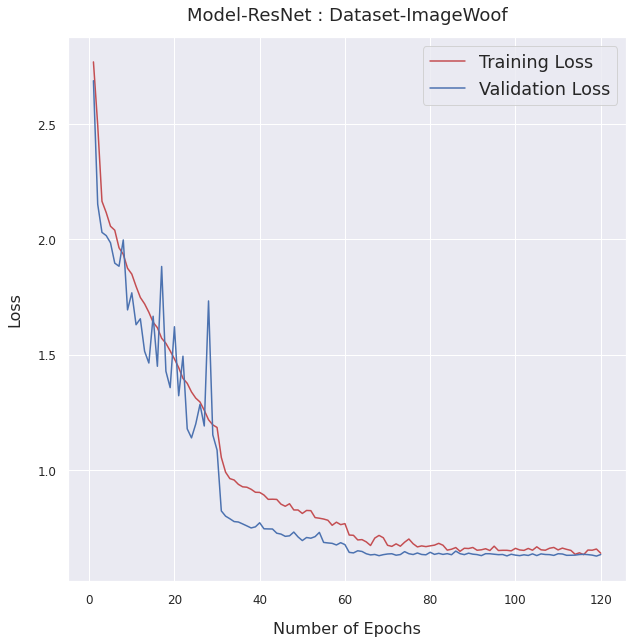 Model-ResNet : Dataset-ImageWoof
Training Loss
Validation Loss
2.5
2.0
1.5
1.0
Loss
0 20 40 60 80 100 120
Number of Epochs